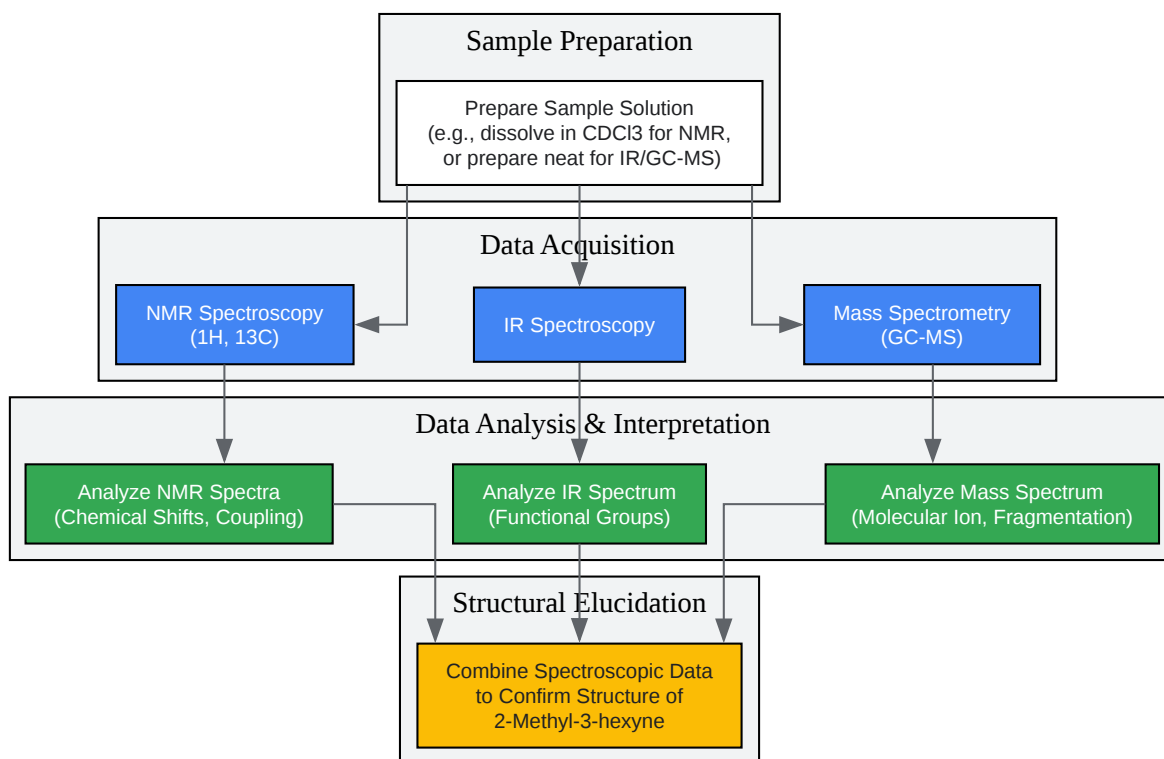 Sample Preparation
Prepare Sample Solution
(e.g., dissolve in CDCl3 for NMR,
or prepare neat for IR/GC-MS)
Data Acquisition
NMR Spectroscopy
(1H, 13C)
IR Spectroscopy
Mass Spectrometry
(GC-MS)
Data Analysis & Interpretation
Analyze NMR Spectra
(Chemical Shifts, Coupling)
Analyze IR Spectrum
(Functional Groups)
Analyze Mass Spectrum
(Molecular Ion, Fragmentation)
Structural Elucidation
Combine Spectroscopic Data
to Confirm Structure of
2-Methyl-3-hexyne